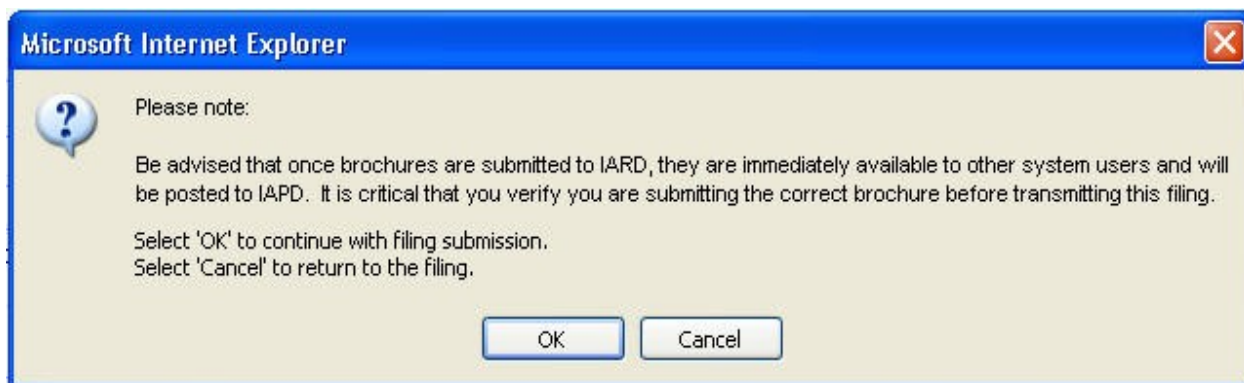 Microsoft Internet Explorer
?
Please note:
Be advised that once brochures are submitted to IARD, they are immediately available to other system users and will
be posted to IAPD.  It is critical that you verify you are submitting the correct brochure before transmitting this filing.
Select 'OK' to continue with filing submission.
Select 'Cancel' to return to the filing.
OK
Cancel